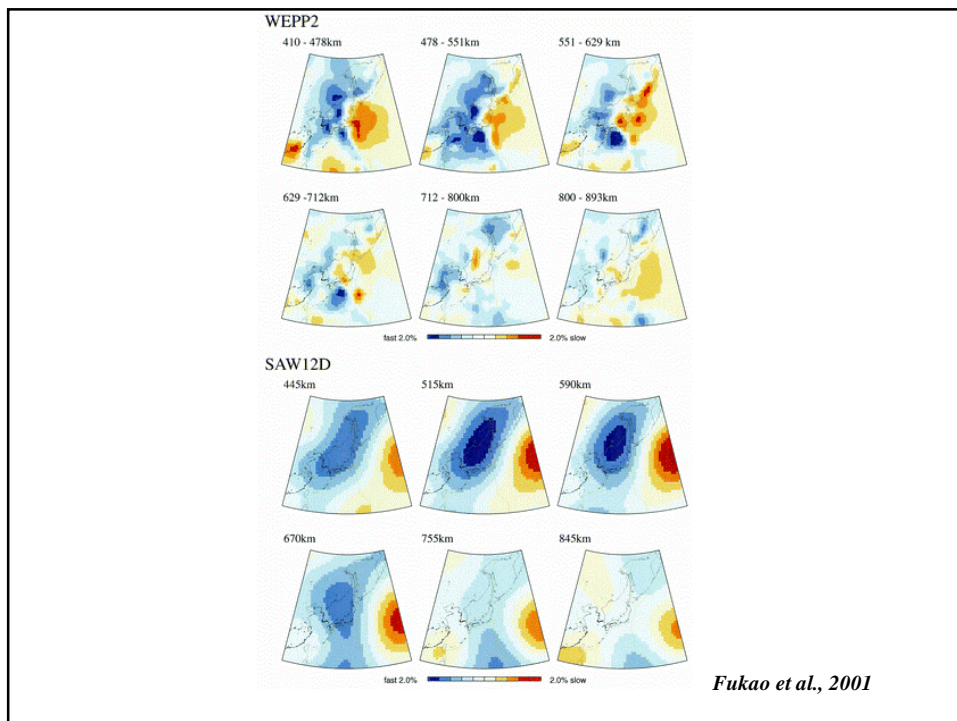 WEPP2
410 - 478km 478 - 551km 551 - 629 km
629 -712km 712 - 800km 800 - 893km
fast 2.0% 2.0% slow
SAW12D
445km 515km 590km
670km 755km 845km
fast 2.0% 2.0% slow
Fukao et al., 2001